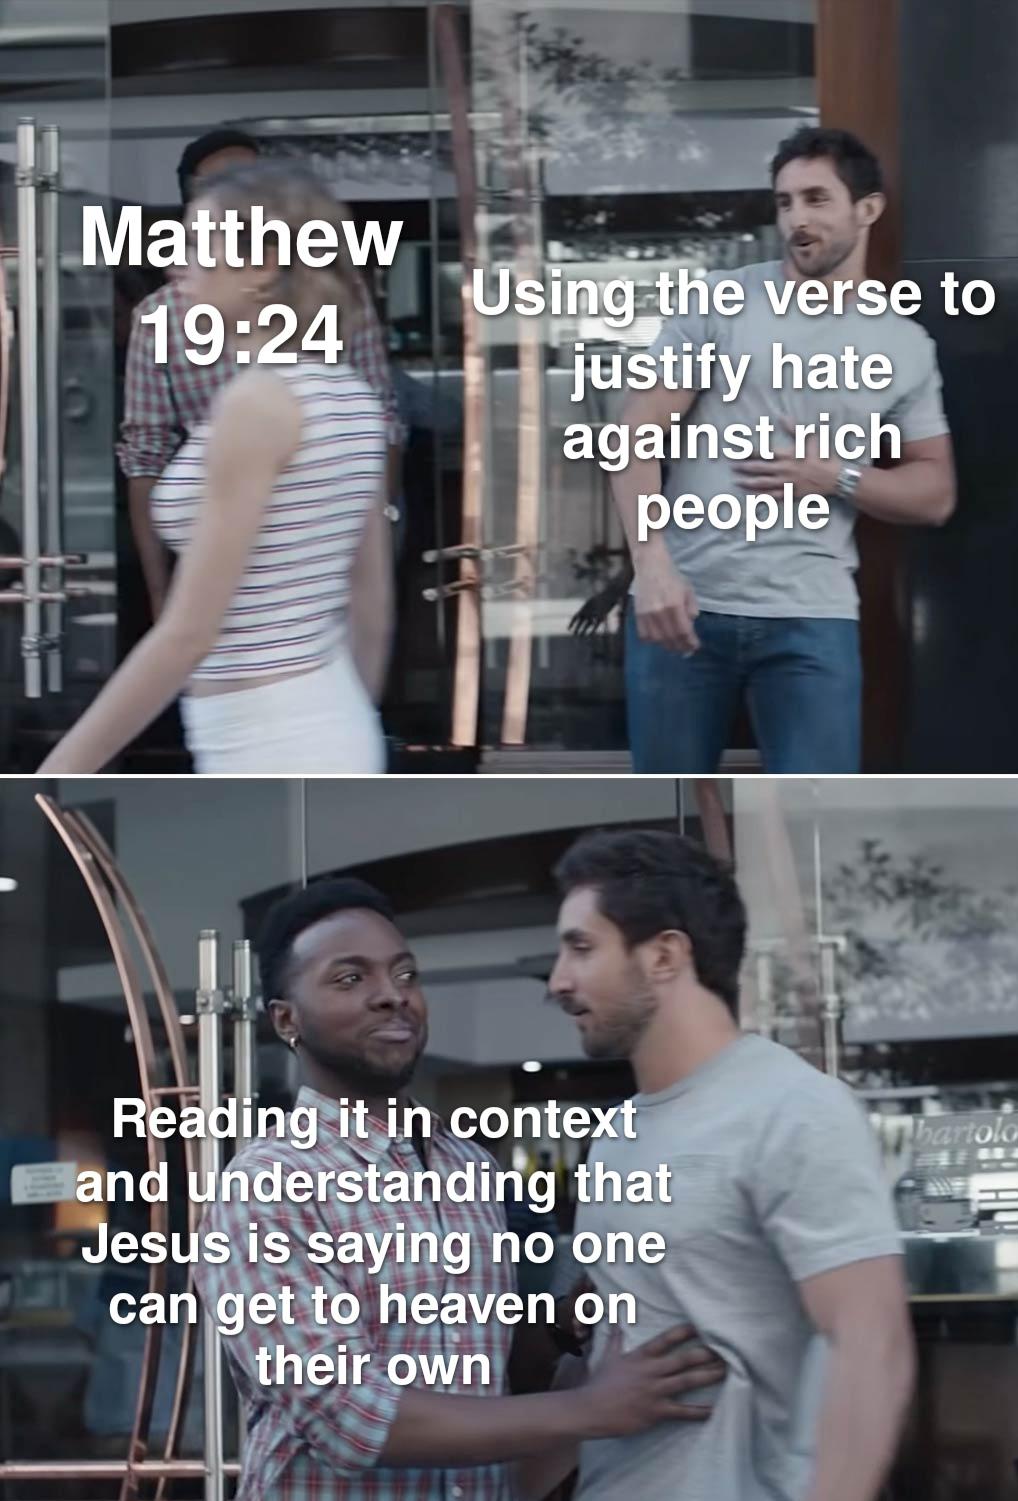 Matthew
19:24
Using the verse to
justify hate
against rich
people
Reading it in context
and understanding that
Jesus is saying no one
can get to heaven on
their own
bartolo